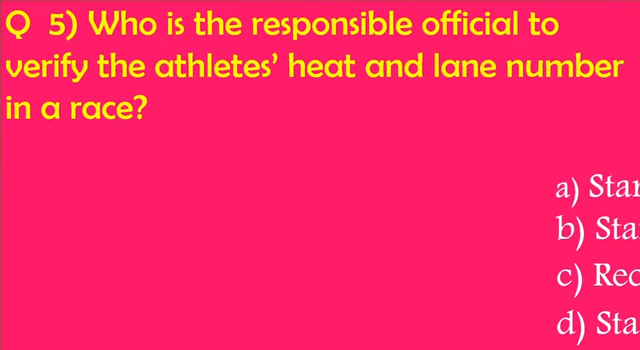 Q 5) Who is the responsible official to
verify the athletes' heat and lane number
in a race?
a) Star
b) Sta
c) Rec
d) Sta